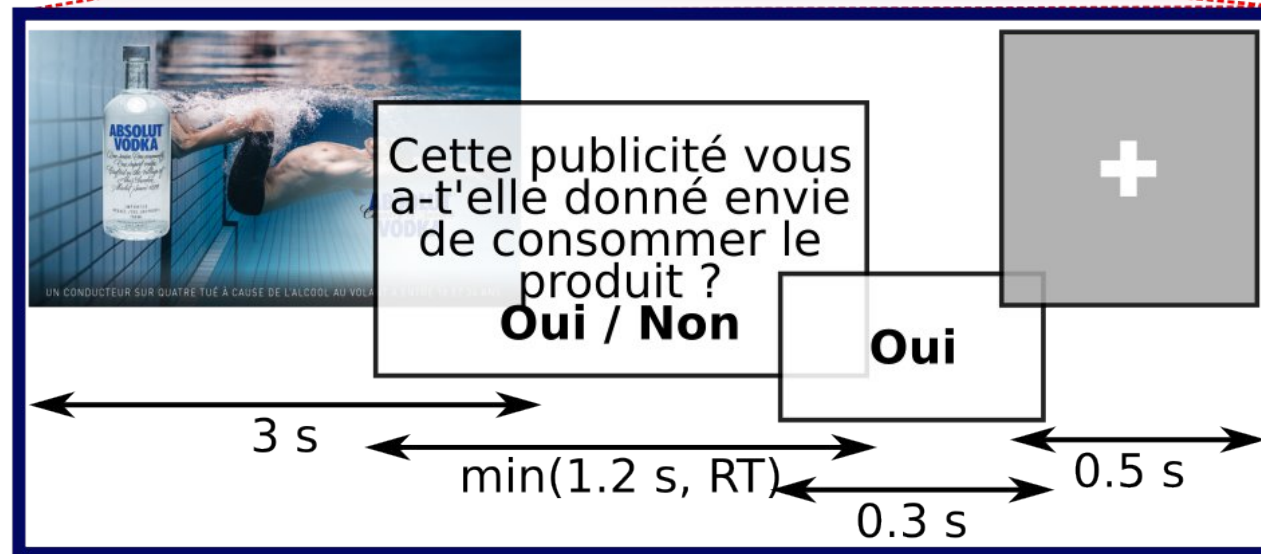 ABSOLUT
VODKA
Cette publicité vous
a-t'elle donné envie
de consommer le
produit ?
Oui / Non
UN CONDUCTEUR SUR QUATRE TUÉ À CAUSE DE L'ALCOOL AU
Oui
3 s
min(1.2 s, RT)
0.3 s
0.5 s